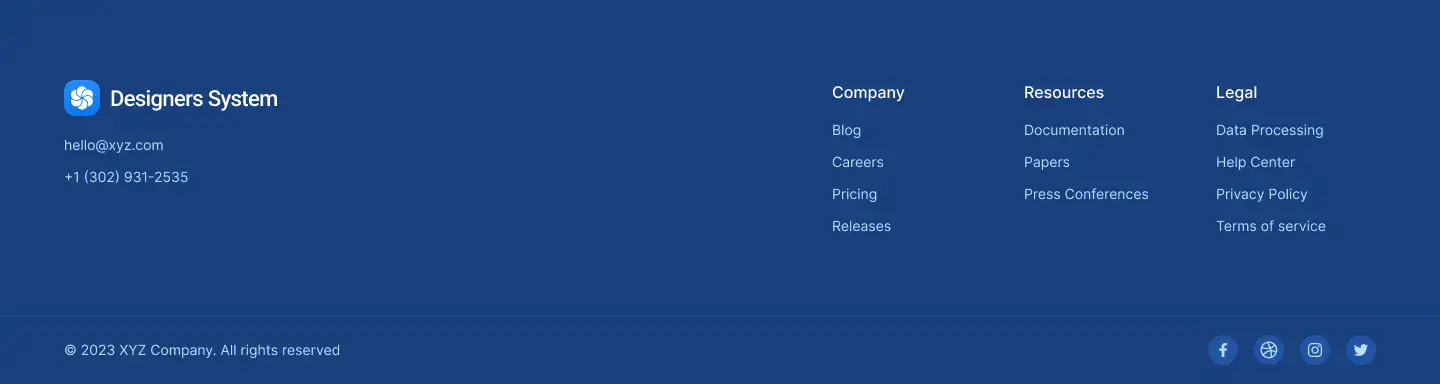 Designers System
hello@xyz.com
+1 (302) 931-2535
Company
Blog
Careers
Pricing
Releases
Resources
Documentation
Papers
Press Conferences
Legal
Data Processing
Help Center
Privacy Policy
Terms of service
© 2023 XYZ Company. All rights reserved